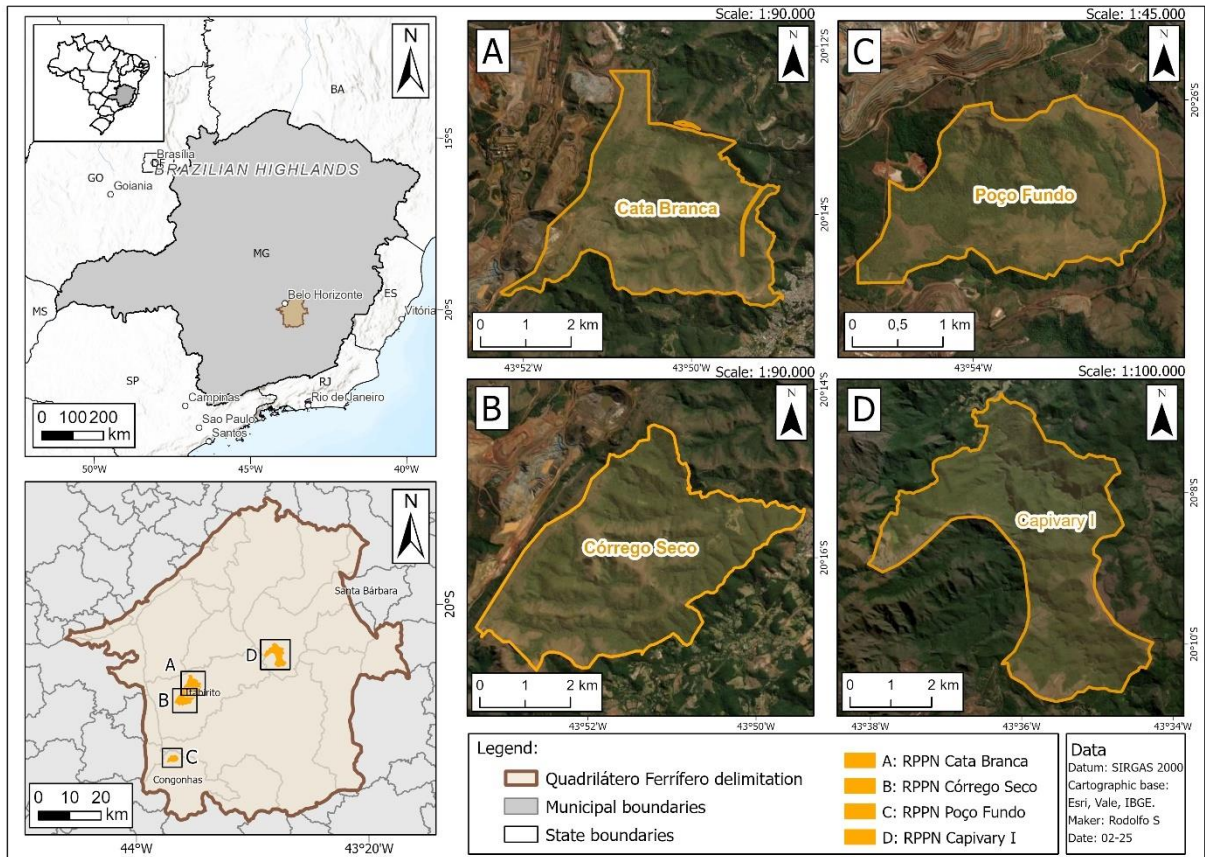 N
BA
15°S
Brasília
BRAZILIAN HIGHLANDS
GO
Goiania
MG
Belo Horizonte
MS
ES
Vitória
20°S
SP
RJ
Campinas
Rio de Janeiro
Sao Paulo
Santos
0 100 200
km
50°W
45°W
40°W
N
Santa Bárbara
20°S
D
A
Itabirito
B
C
Congonhas
0 10 20
km
44°W
43°20'W
Scale: 1:90.000
A
N
20°12'S
Cata Branca
20°14'S
0 1 2 km
43°52'W
43°50'W
Scale: 1:45.000
C
N
20°26'S
Poço Fundo
0 0,5 1 km
43°54'W
Scale: 1:90.000
B
N
20°14'S
Córrego Seco
20°16'S
0 1 2 km
43°52'W
43°50'W
Scale: 1:100.000
D
N
20°8'S
Capivary I
20°10'S
0 1 2 km
43°38'W
43°36'W
43°34'W
Legend:
Quadrilátero Ferrífero delimitation
Municipal boundaries
State boundaries
A: RPPN Cata Branca
B: RPPN Córrego Seco
C: RPPN Poço Fundo
D: RPPN Capivary I
Data
Datum: SIRGAS 2000
Cartographic base:
Esri, Vale, IBGE.
Maker: Rodolfo S
Date: 02-25